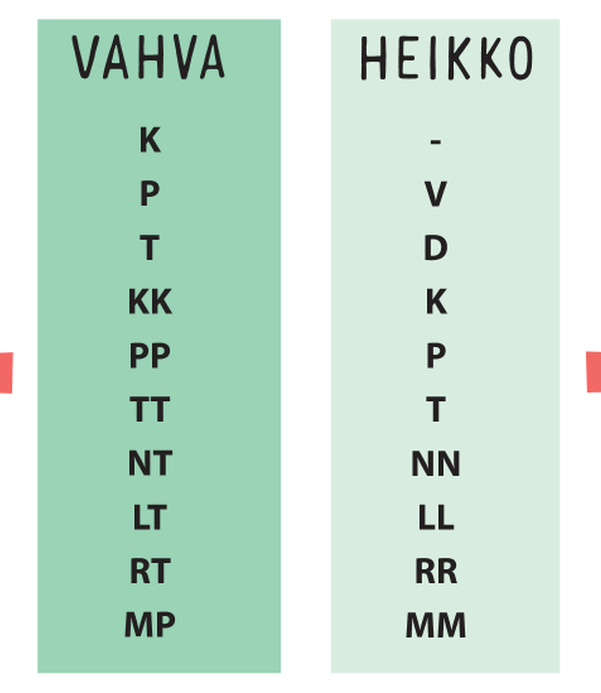 VAHVA
K
P
T
KK
PP
TT
NT
LT
RT
MP
HEIKKO
-
V
D
K
P
T
NN
LL
RR
MM